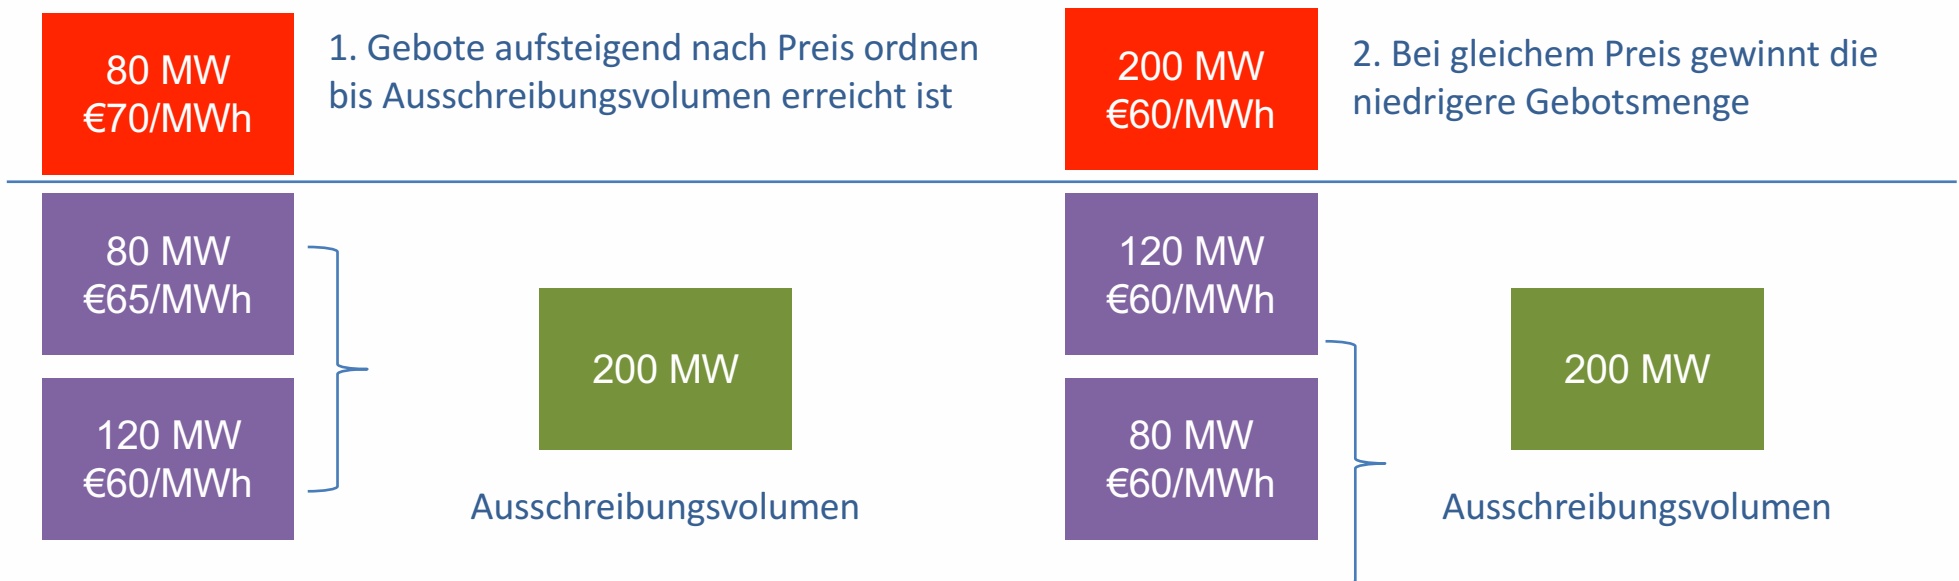 80 MW
€70/MWh
1. Gebote aufsteigend nach Preis ordnen
bis Ausschreibungsvolumen erreicht ist
80 MW
€65/MWh
120 MW
€60/MWh
200 MW
Ausschreibungsvolumen
200 MW
€60/MWh
2. Bei gleichem Preis gewinnt die
niedrigere Gebotsmenge
120 MW
€60/MWh
80 MW
€60/MWh
200 MW
Ausschreibungsvolumen